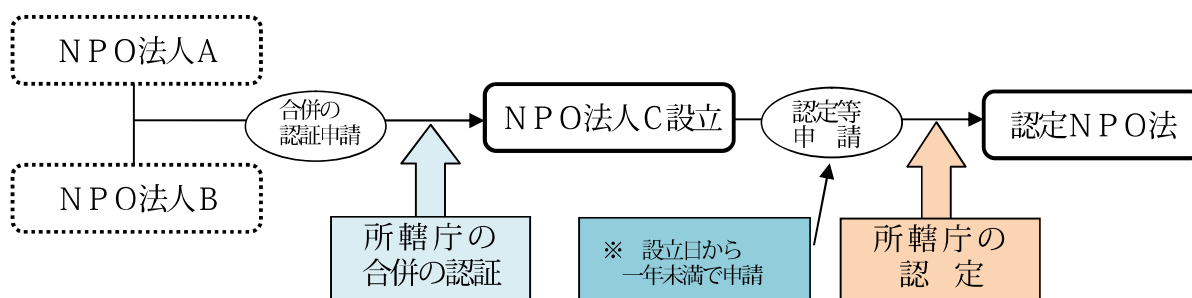 ＮＰＯ法人Ａ
ＮＰＯ法人Ｂ
合併の
認証申請
ＮＰＯ法人Ｃ設立
認定等
申　請
認定ＮＰＯ法
所轄庁の
合併の認証
※　設立日から
一年未満で申請
所轄庁の
認　定